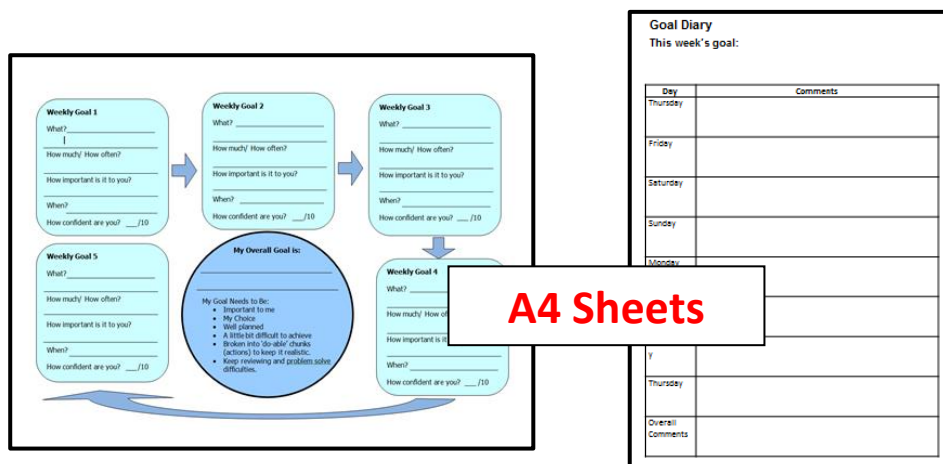 Weekly Goal 1
What?
How much/ How often?
How important is it to you?
When?
How confident are you? ___/10
Weekly Goal 2
What?
How much/ How often?
How important is it to you?
When?
How confident are you? ___/10
Weekly Goal 3
What?
How much/ How often?
How important is it to you?
When?
How confident are you? ___/10
Weekly Goal 4
What?
How much/ How
How important is it
When?
How confident are you? ___/10
Weekly Goal 5
What?
How much/ How often?
How important is it to you?
When?
How confident are you? ___/10
My Overall Goal is:
My Goal Needs to Be:
• Important to me
• My Choice
• Well planned
• A little bit difficult to achieve
• Broken into 'do-able' chunks
(actions) to keep it realistic.
• Keep reviewing and problem solve
difficulties.
A4 Sheets
Goal Diary
This week's goal:
Day Comments
Thursday
Friday
Saturday
Sunday
Monday
y
Thursday
Overall
Comments